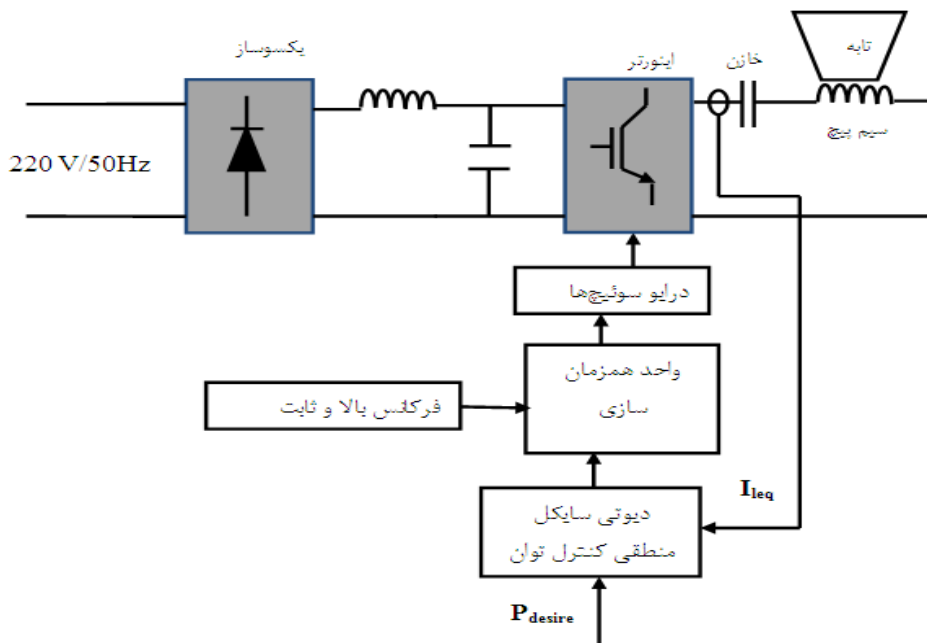 یکسوساز
اینورتر
خازن
تابه
سیم پیچ
220 V/50Hz
درایو سوئیچ‌ها
واحد همزمان
سازی
فرکانس بالا و ثابت
دیوتی سایکل
منطقی کنترل توان
Ileq
Pdesire